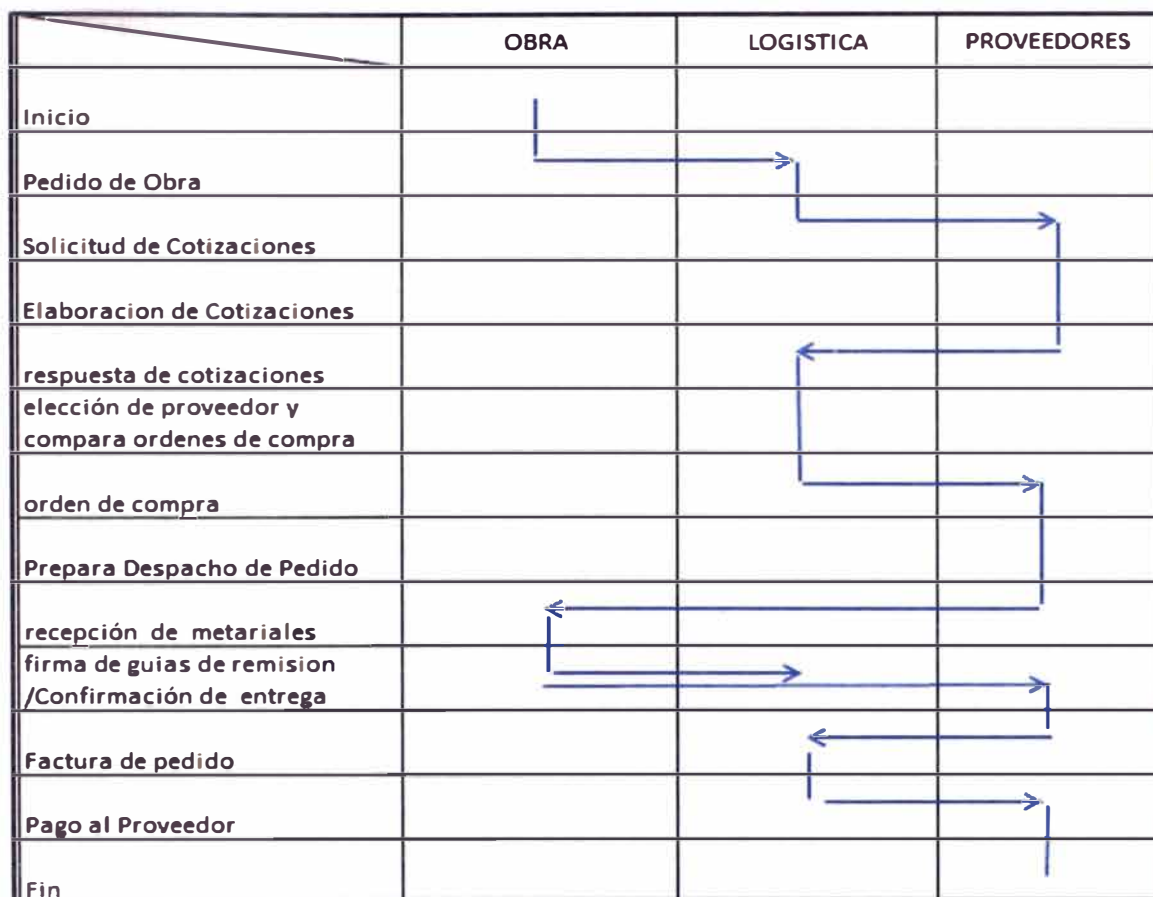 OBRA LOGISTICA PROVEEDORES
Inicio
Pedido de Obra
Solicitud de Cotizaciones
Elaboracion de Cotizaciones
respuesta de cotizaciones
elección de proveedor y
compara ordenes de compra
orden de compra
Prepara Despacho de Pedido
recepción de metariales
firma de guias de remision
/Confirmación de entrega
Factura de pedido
Pago al Proveedor
Fin